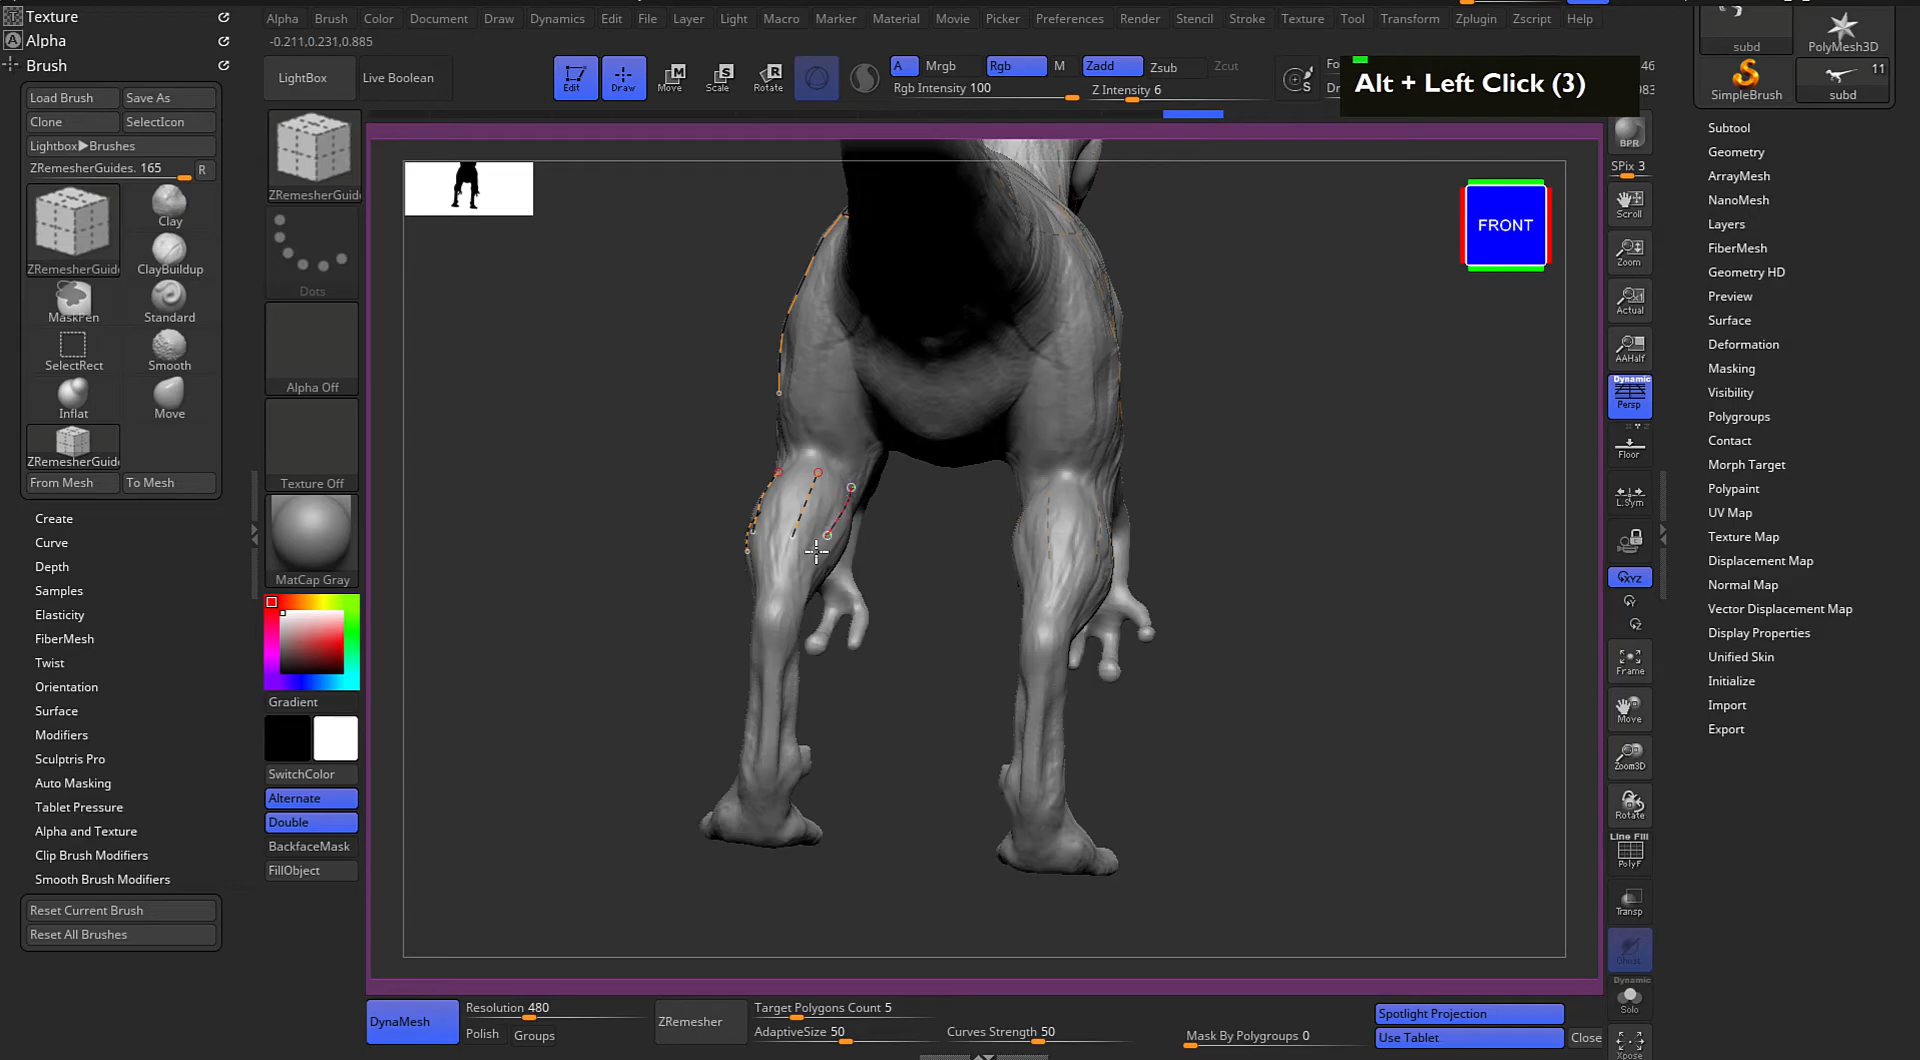 Texture
Alpha
Brush
Load Brush Save As
Clone SelectIcon
Lightbox▶Brushes
ZRemesherGuides. 165 R
ZRemesherGuid
Clay
ClayBuildup
MaskPen
Standard
SelectRect
Smooth
Inflat
Move
ZRemesherGuid
From Mesh To Mesh
Create
Curve
Depth
Samples
Elasticity
FiberMesh
Twist
Orientation
Surface
Modifiers
Sculptris Pro
Auto Masking
Tablet Pressure
Alpha and Texture
Clip Brush Modifiers
Smooth Brush Modifiers
Reset Current Brush
Reset All Brushes
Alpha Brush Color Document Draw Dynamics Edit File Layer Light Macro Marker Material Movie Picker Preferences Render Stencil Stroke Texture Tool Transform Zplugin Zscript Help
-0.211,0.231,0.885
LightBox
Live Boolean
Edit
Draw
Move
Scale
Rotate
A Mrgb Rgb M Zadd Zsub Zcut
Rgb Intensity 100
Z Intensity 6
Alt + Left Click (3)
46
ZRemesherGuid
Dots
Alpha Off
Texture Off
MatCap Gray
Gradient
SwitchColor
Alternate
Double
BackfaceMask
FillObject
FRONT
BPR
SPix 3
Scroll
Zoom
Actual
AAHalf
Dynamic
Persp
Floor
L.Sym
XYZ
Y
Z
Frame
Move
Zoom3D
Rotate
Line Fill
PolyF
Transp
Ghost
Dynamic
Solo
Xpose
subd
PolyMesh3D
SimpleBrush
11
subd
Subtool
Geometry
ArrayMesh
NanoMesh
Layers
FiberMesh
Geometry HD
Preview
Surface
Deformation
Masking
Visibility
Polygroups
Contact
Morph Target
Polypaint
UV Map
Texture Map
Displacement Map
Normal Map
Vector Displacement Map
Display Properties
Unified Skin
Initialize
Import
Export
DynaMesh
Resolution 480
Polish
Groups
ZRemesher
Target Polygons Count 5
AdaptiveSize 50
Curves Strength 50
Mask By Polygroups 0
Spotlight Projection
Use Tablet
Close